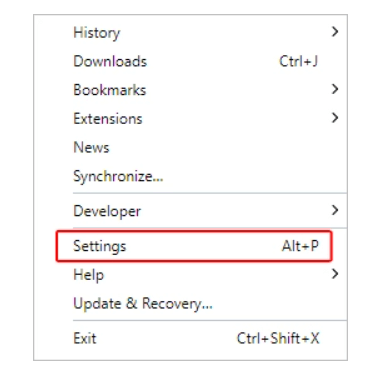 History
Downloads Ctrl+J
Bookmarks
Extensions
News
Synchronize...
Developer
Settings Alt+P
Help
Update & Recovery...
Exit Ctrl+Shift+X